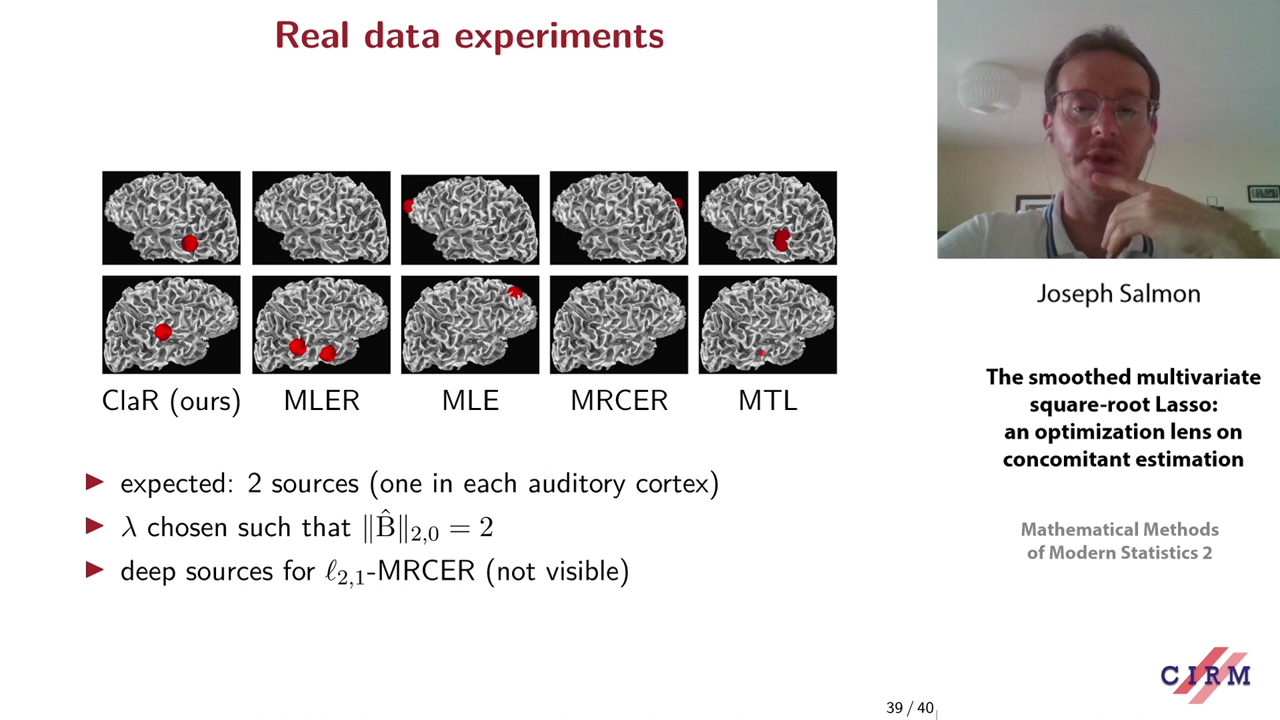 Real data experiments
ClaR (ours) MLER MLE MRCER MTL
▶ expected: 2 sources (one in each auditory cortex)
▶ λ chosen such that ‖B̂‖₂,₀ = 2
▶ deep sources for ℓ₂,₁-MRCER (not visible)
39 / 40
Joseph Salmon
The smoothed multivariate
square-root Lasso:
an optimization lens on
concomitant estimation
Mathematical Methods
of Modern Statistics 2
CIRM